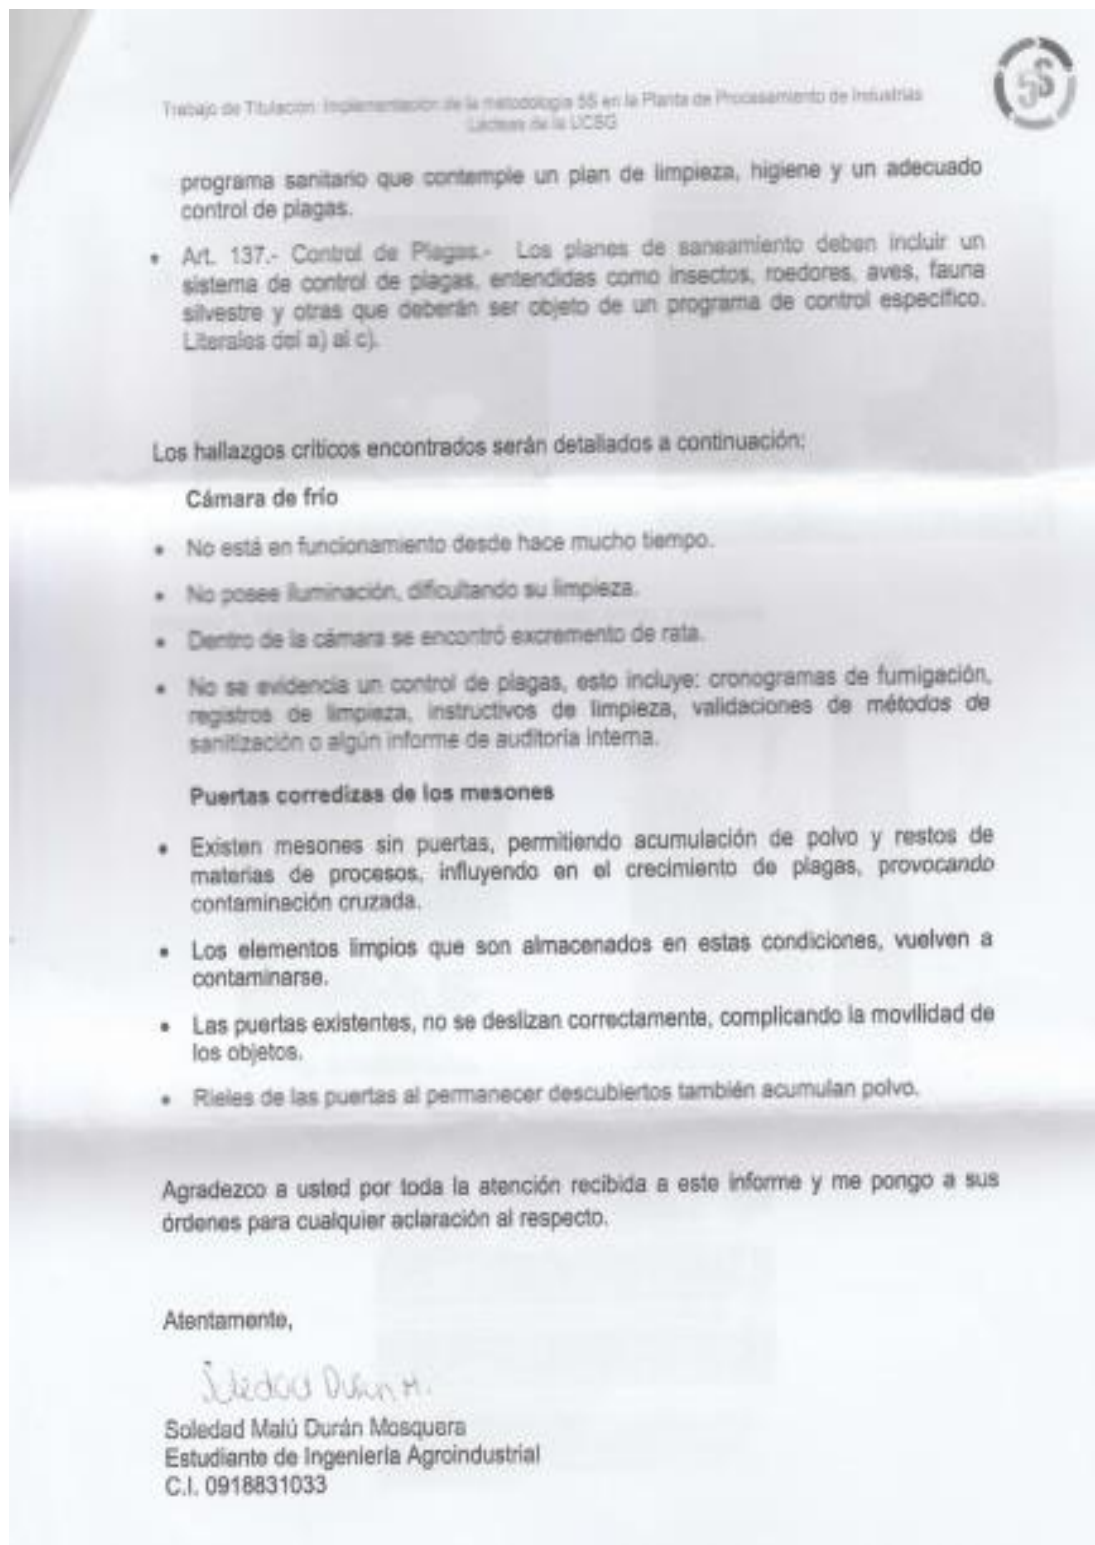 5S
Trabajo de Titulación: Implementación de la metodología 5S en la Planta de Procesamiento de Industrias
Lácteas de la UCSG
programa sanitario que contemple un plan de limpieza, higiene y un adecuado
control de plagas.
• Art. 137.- Control de Plagas.- Los planes de saneamiento deben incluir un
sistema de control de plagas, entendidas como insectos, roedores, aves, fauna
silvestre y otras que deberán ser objeto de un programa de control específico.
Literales del a) al c).
Los hallazgos críticos encontrados serán detallados a continuación:
Cámara de frío
• No está en funcionamiento desde hace mucho tiempo.
• No posee iluminación, dificultando su limpieza.
• Dentro de la cámara se encontró excremento de rata.
• No se evidencia un control de plagas, esto incluye: cronogramas de fumigación,
registros de limpieza, instructivos de limpieza, validaciones de métodos de
sanitización o algún informe de auditoría interna.
Puertas corredizas de los mesones
• Existen mesones sin puertas, permitiendo acumulación de polvo y restos de
materias de procesos, influyendo en el crecimiento de plagas, provocando
contaminación cruzada.
• Los elementos limpios que son almacenados en estas condiciones, vuelven a
contaminarse.
• Las puertas existentes, no se deslizan correctamente, complicando la movilidad de
los objetos.
• Rieles de las puertas al permanecer descubiertos también acumulan polvo.
Agradezco a usted por toda la atención recibida a este informe y me pongo a sus
órdenes para cualquier aclaración al respecto.
Atentamente,
Soledad Durán M.
Soledad Malú Durán Mosquera
Estudiante de Ingeniería Agroindustrial
C.I. 0918831033